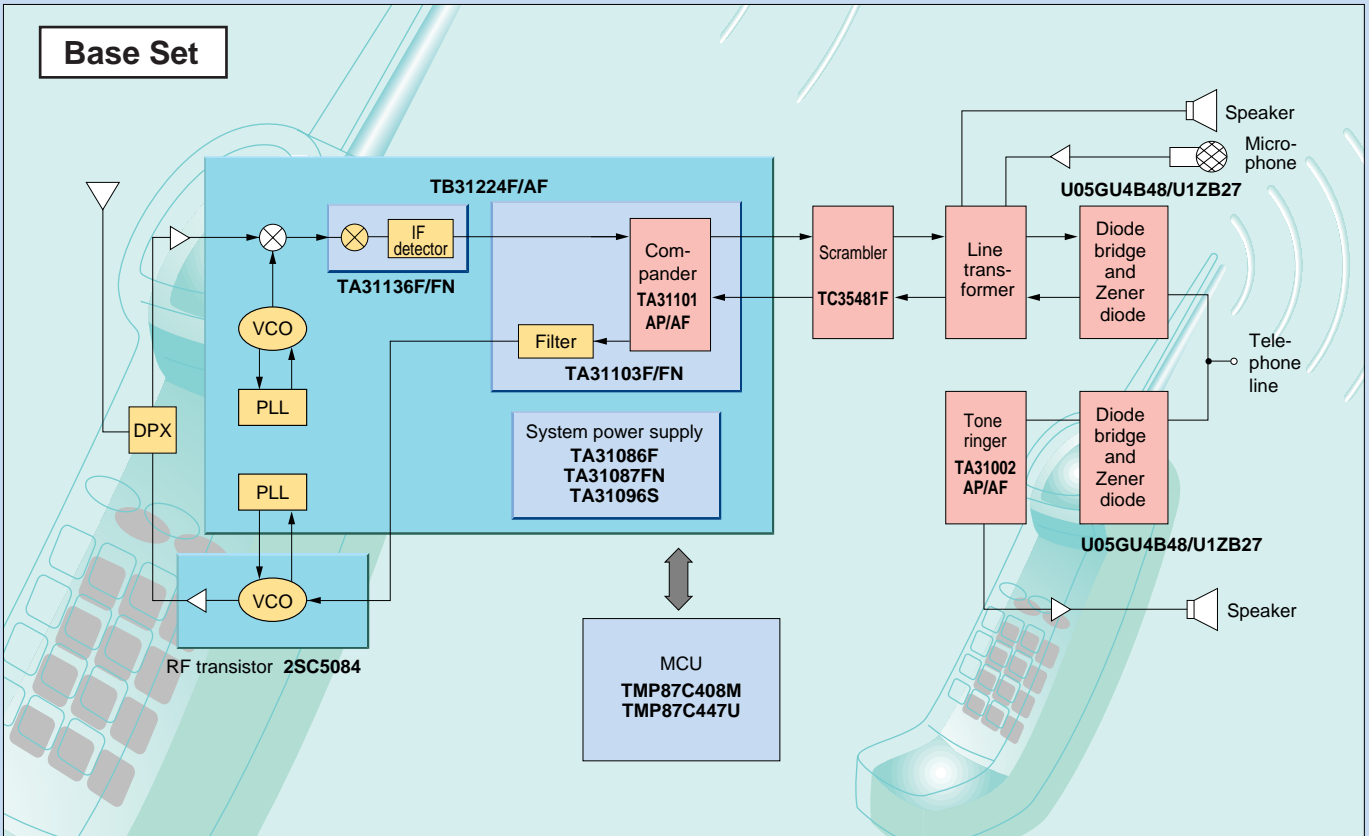 Base Set
TB31224F/AF
IF
detector
TA31136F/FN
VCO
PLL
DPX
PLL
VCO
RF transistor 2SC5084
Com-
pander
TA31101
AP/AF
Filter
TA31103F/FN
System power supply
TA31086F
TA31087FN
TA31096S
MCU
TMP87C408M
TMP87C447U
Scrambler
TC35481F
Line
trans-
former
Speaker
Micro-
phone
U05GU4B48/U1ZB27
Diode
bridge
and
Zener
diode
Tele-
phone
line
Tone
ringer
TA31002
AP/AF
Diode
bridge
and
Zener
diode
U05GU4B48/U1ZB27
Speaker